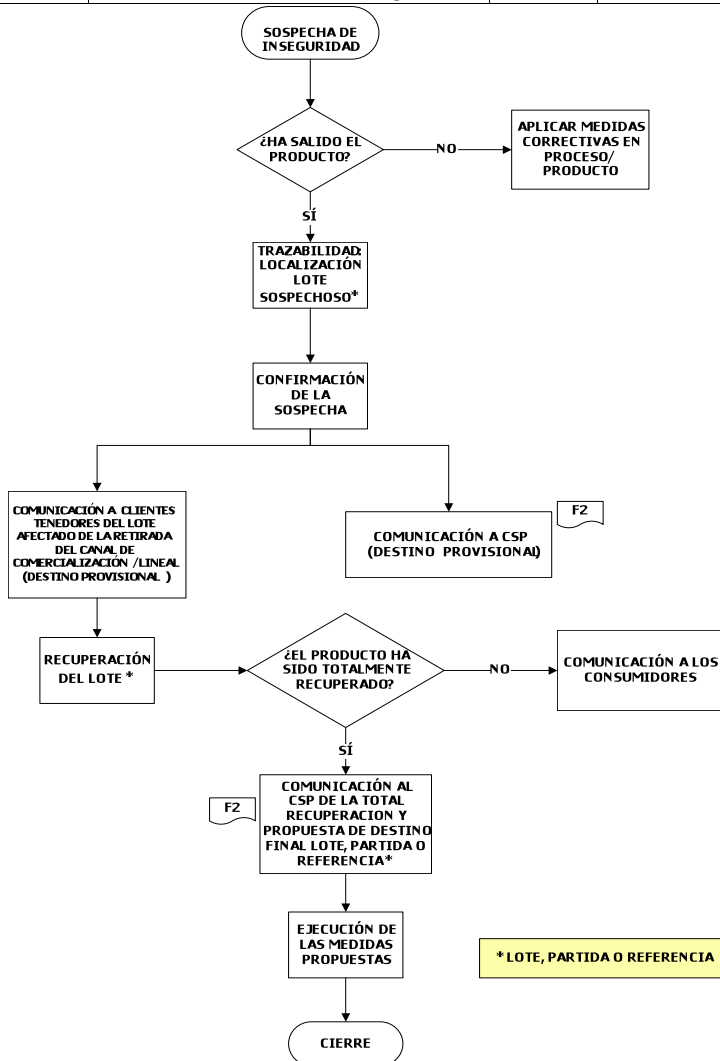 SOSPECHA DE
INSEGURIDAD
¿HA SALIDO EL
PRODUCTO?
NO
APLICAR MEDIDAS
CORRECTIVAS EN
PROCESO/
PRODUCTO
SÍ
TRAZABILIDAD:
LOCALIZACIÓN
LOTE
SOSPECHOSO*
CONFIRMACIÓN
DE LA
SOSPECHA
COMUNICACIÓN A CLIENTES
TENEDORES DEL LOTE
AFECTADO DE LA RETIRADA
DEL CANAL DE
COMERCIALIZACIÓN /LINEAL
(DESTINO PROVISIONAL )
F2
COMUNICACIÓN A CSP
(DESTINO PROVISIONAL)
RECUPERACIÓN
DEL LOTE *
¿EL PRODUCTO HA
SIDO TOTALMENTE
RECUPERADO?
NO
COMUNICACIÓN A LOS
CONSUMIDORES
SÍ
F2
COMUNICACIÓN AL
CSP DE LA TOTAL
RECUPERACION Y
PROPUESTA DE DESTINO
FINAL LOTE, PARTIDA O
REFERENCIA*
EJECUCIÓN DE
LAS MEDIDAS
PROPUESTAS
* LOTE, PARTIDA O REFERENCIA
CIERRE